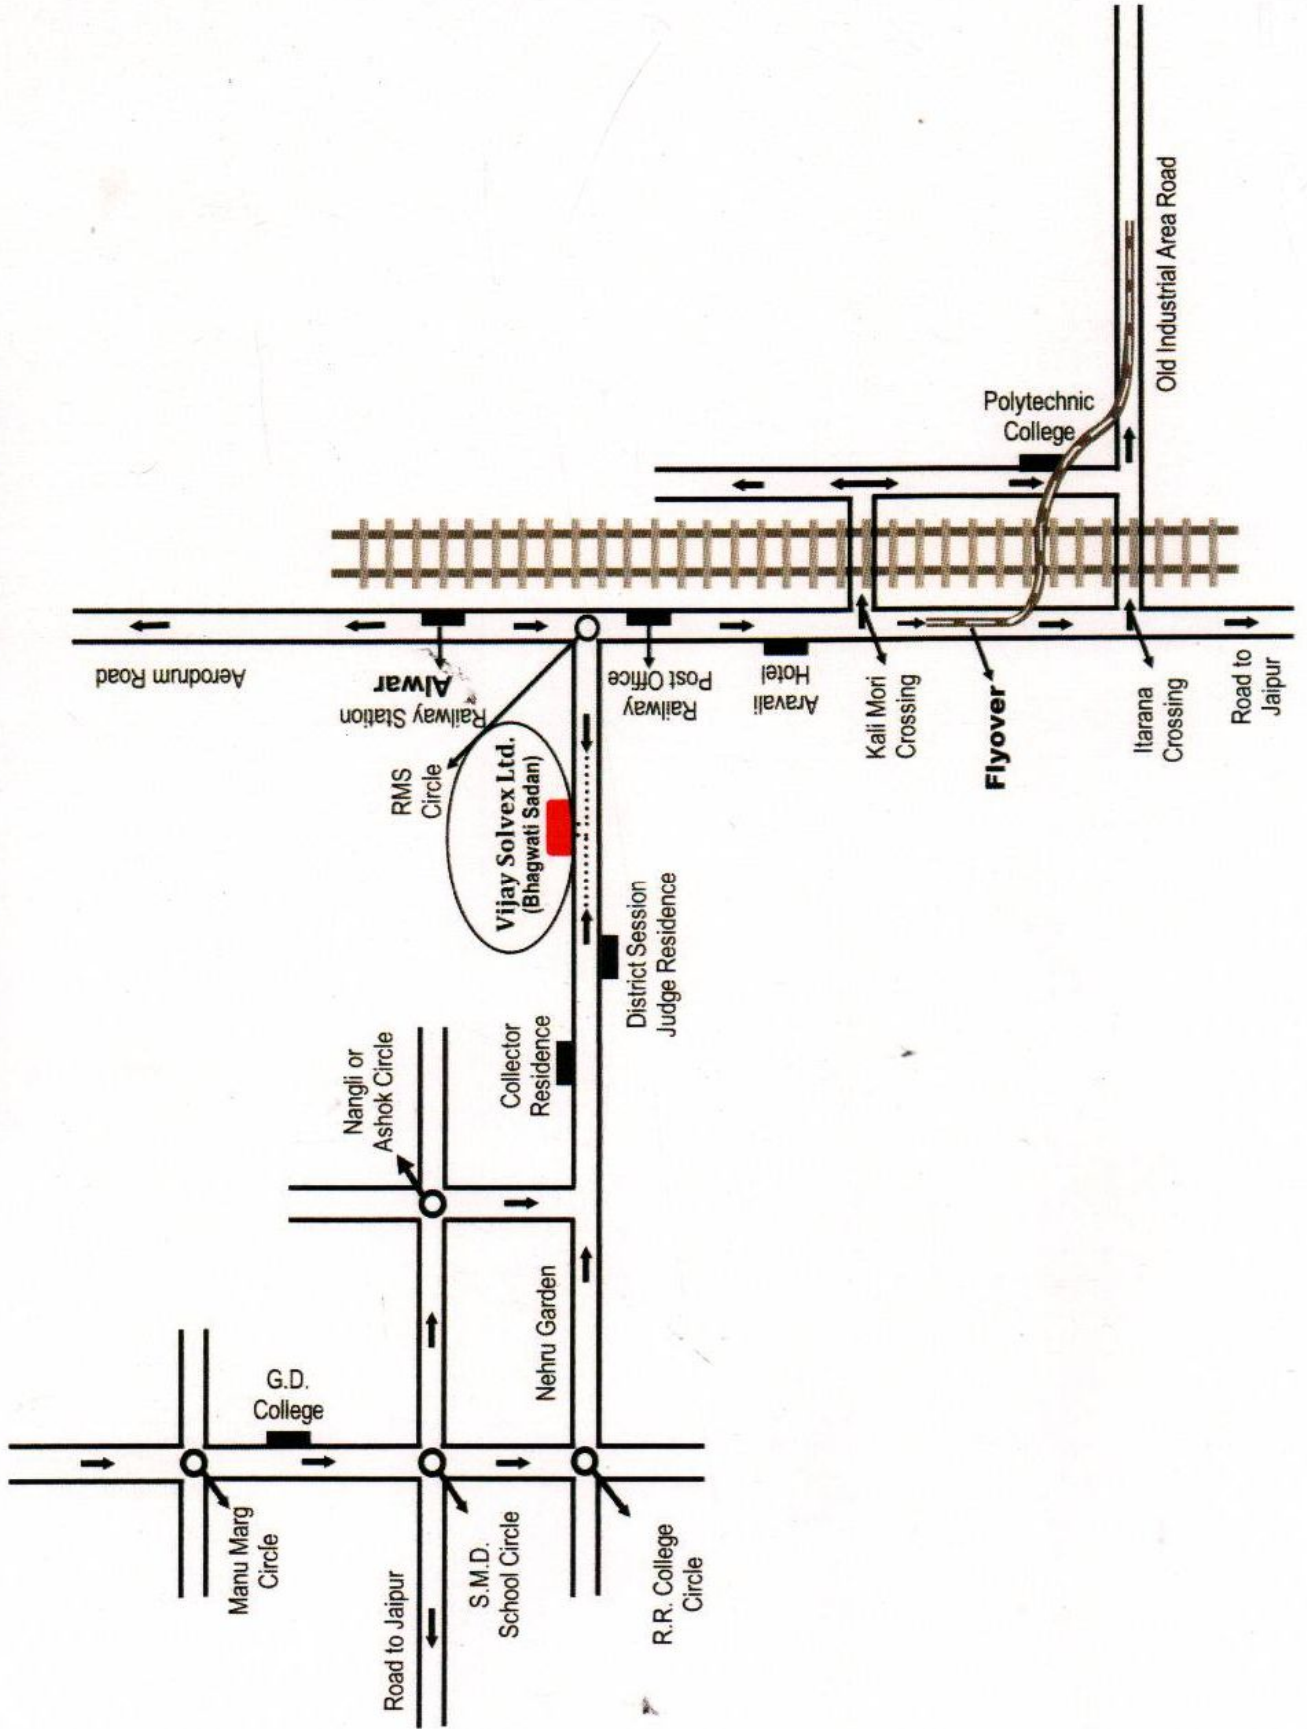 Manu Marg
Circle
G.D.
College
Road to Jaipur
S.M.D.
School Circle
R.R. College
Circle
Nehru Garden
Nangli or
Ashok Circle
Collector
Residence
District Session
Judge Residence
Vijay Solvex Ltd.
(Bhagwati Sadan)
RMS
Circle
Aerodrum Road
Alwar
Railway Station
Railway
Post Office
Aravali
Hotel
Kali Mori
Crossing
Flyover
Itarana
Crossing
Road to
Jaipur
Polytechnic
College
Old Industrial Area Road